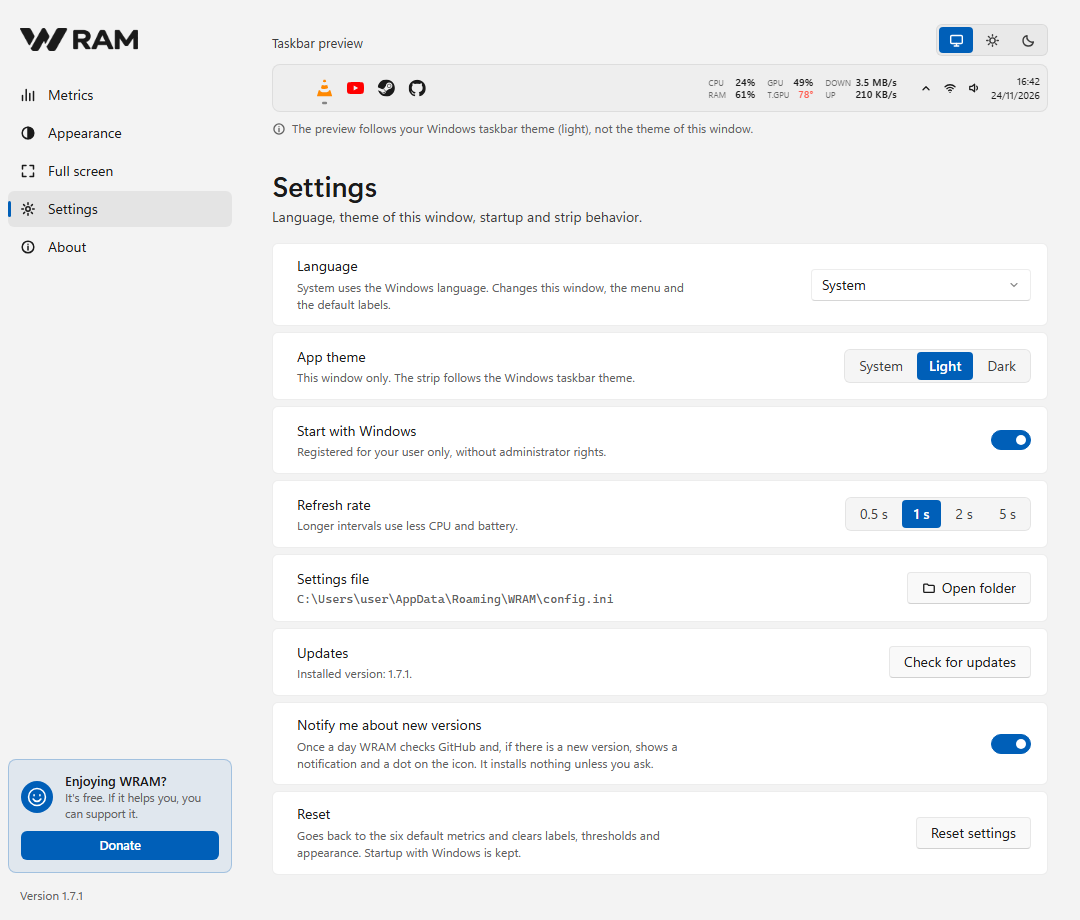 WRAM
Metrics
Appearance
Full screen
Settings
About
Enjoying WRAM?
It's free. If it helps you, you
can support it.
Donate
Version 1.7.1
Taskbar preview
CPU 24% GPU 49% DOWN 3.5 MB/s
RAM 61% T.GPU 78° UP 210 KB/s
16:42
24/11/2026
The preview follows your Windows taskbar theme (light), not the theme of this window.
Settings
Language, theme of this window, startup and strip behavior.
Language
System uses the Windows language. Changes this window, the menu and
the default labels.
System
App theme
This window only. The strip follows the Windows taskbar theme.
System Light Dark
Start with Windows
Registered for your user only, without administrator rights.
Refresh rate
Longer intervals use less CPU and battery.
0.5 s 1 s 2 s 5 s
Settings file
C:\Users\user\AppData\Roaming\WRAM\config.ini
Open folder
Updates
Installed version: 1.7.1.
Check for updates
Notify me about new versions
Once a day WRAM checks GitHub and, if there is a new version, shows a
notification and a dot on the icon. It installs nothing unless you ask.
Reset
Goes back to the six default metrics and clears labels, thresholds and
appearance. Startup with Windows is kept.
Reset settings